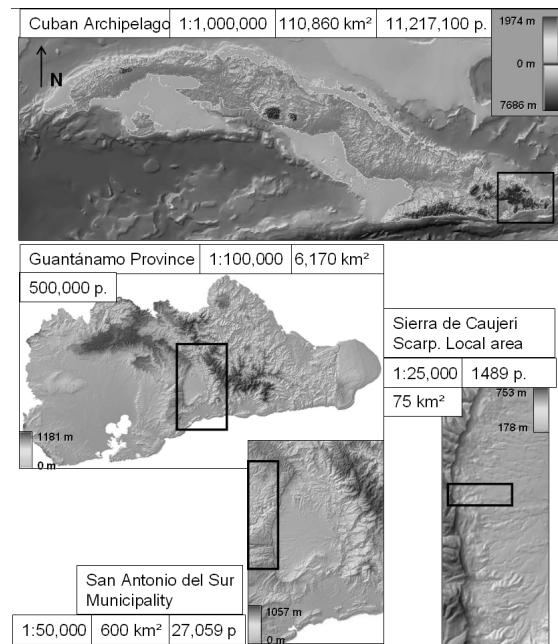 Cuban Archipelago 1:1,000,000 110,860 km² 11,217,100 p.
1974 m
0 m
7686 m
N
Guantánamo Province 1:100,000 6,170 km²
500,000 p.
1181 m
0 m
Sierra de Caujeri
Scarp. Local area
1:25,000 1489 p.
75 km²
753 m
178 m
San Antonio del Sur
Municipality
1:50,000 600 km² 27,059 p
1057 m
0 m